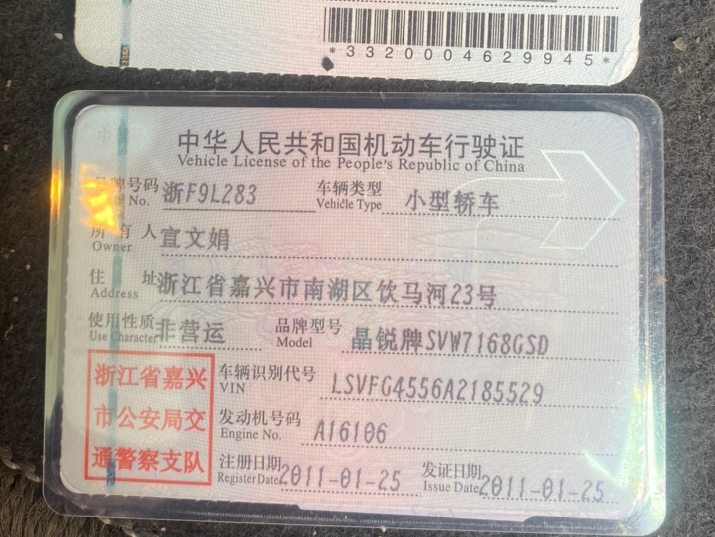 *3320004629945*
中华人民共和国机动车行驶证
Vehicle License of the People's Republic of China
号码 浙F9L283 车辆类型 小型轿车
No. Vehicle Type
所有人 宣文娟
Owner
住址 浙江省嘉兴市南湖区饮马河23号
Address
使用性质 非营运 品牌型号 晶锐牌SVW7168GSD
Use Character Model
浙江省嘉兴
市公安局交
通警察支队
车辆识别代号 LSVFG4556A2185529
VIN
发动机号码 A16106
Engine No.
注册日期 2011-01-25 发证日期 2011-01-25
Register Date Issue Date